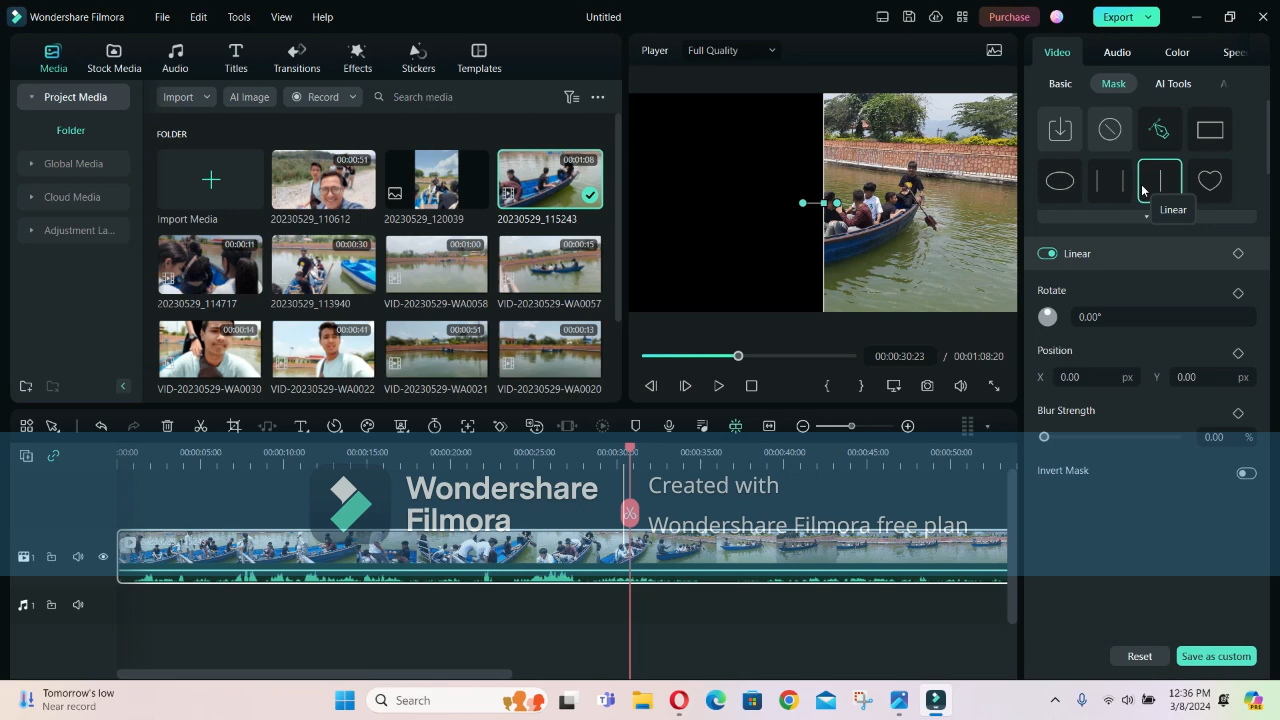 Wondershare Filmora
File
Edit
Tools
View
Help
Untitled
Purchase
Export
Media
Stock Media
Audio
Titles
Transitions
Effects
Stickers
Templates
Player
Full Quality
Video
Audio
Color
Spee
Project Media
Import
AI Image
Record
Search media
Basic
Mask
AI Tools
A
Folder
FOLDER
Global Media
Cloud Media
Adjustment La...
00:00:51
00:01:08
Import Media
20230529_110612
20230529_120039
20230529_115243
Linear
00:00:11
00:00:30
00:01:00
00:00:15
20230529_114717
20230529_113940
VID-20230529-WA0058
VID-20230529-WA0057
00:00:14
00:00:41
00:00:51
00:00:13
VID-20230529-WA0030
VID-20230529-WA0022
VID-20230529-WA0021
VID-20230529-WA0020
00:00:30:23 / 00:01:08:20
Linear
Rotate
0.00°
Position
X 0.00 px Y 0.00 px
Blur Strength
0.00 %
Invert Mask
:00:00 00:00:05:00 00:00:10:00 00:00:15:00 00:00:20:00 00:00:25:00 00:00:30:00 00:00:35:00 00:00:40:00 00:00:45:00 00:00:50:00
Wondershare
Filmora
Created with
Wondershare Filmora free plan
1
1
Reset
Save as custom
Tomorrow's low
Near record
Search
12:36 PM
3/8/2024
PRE